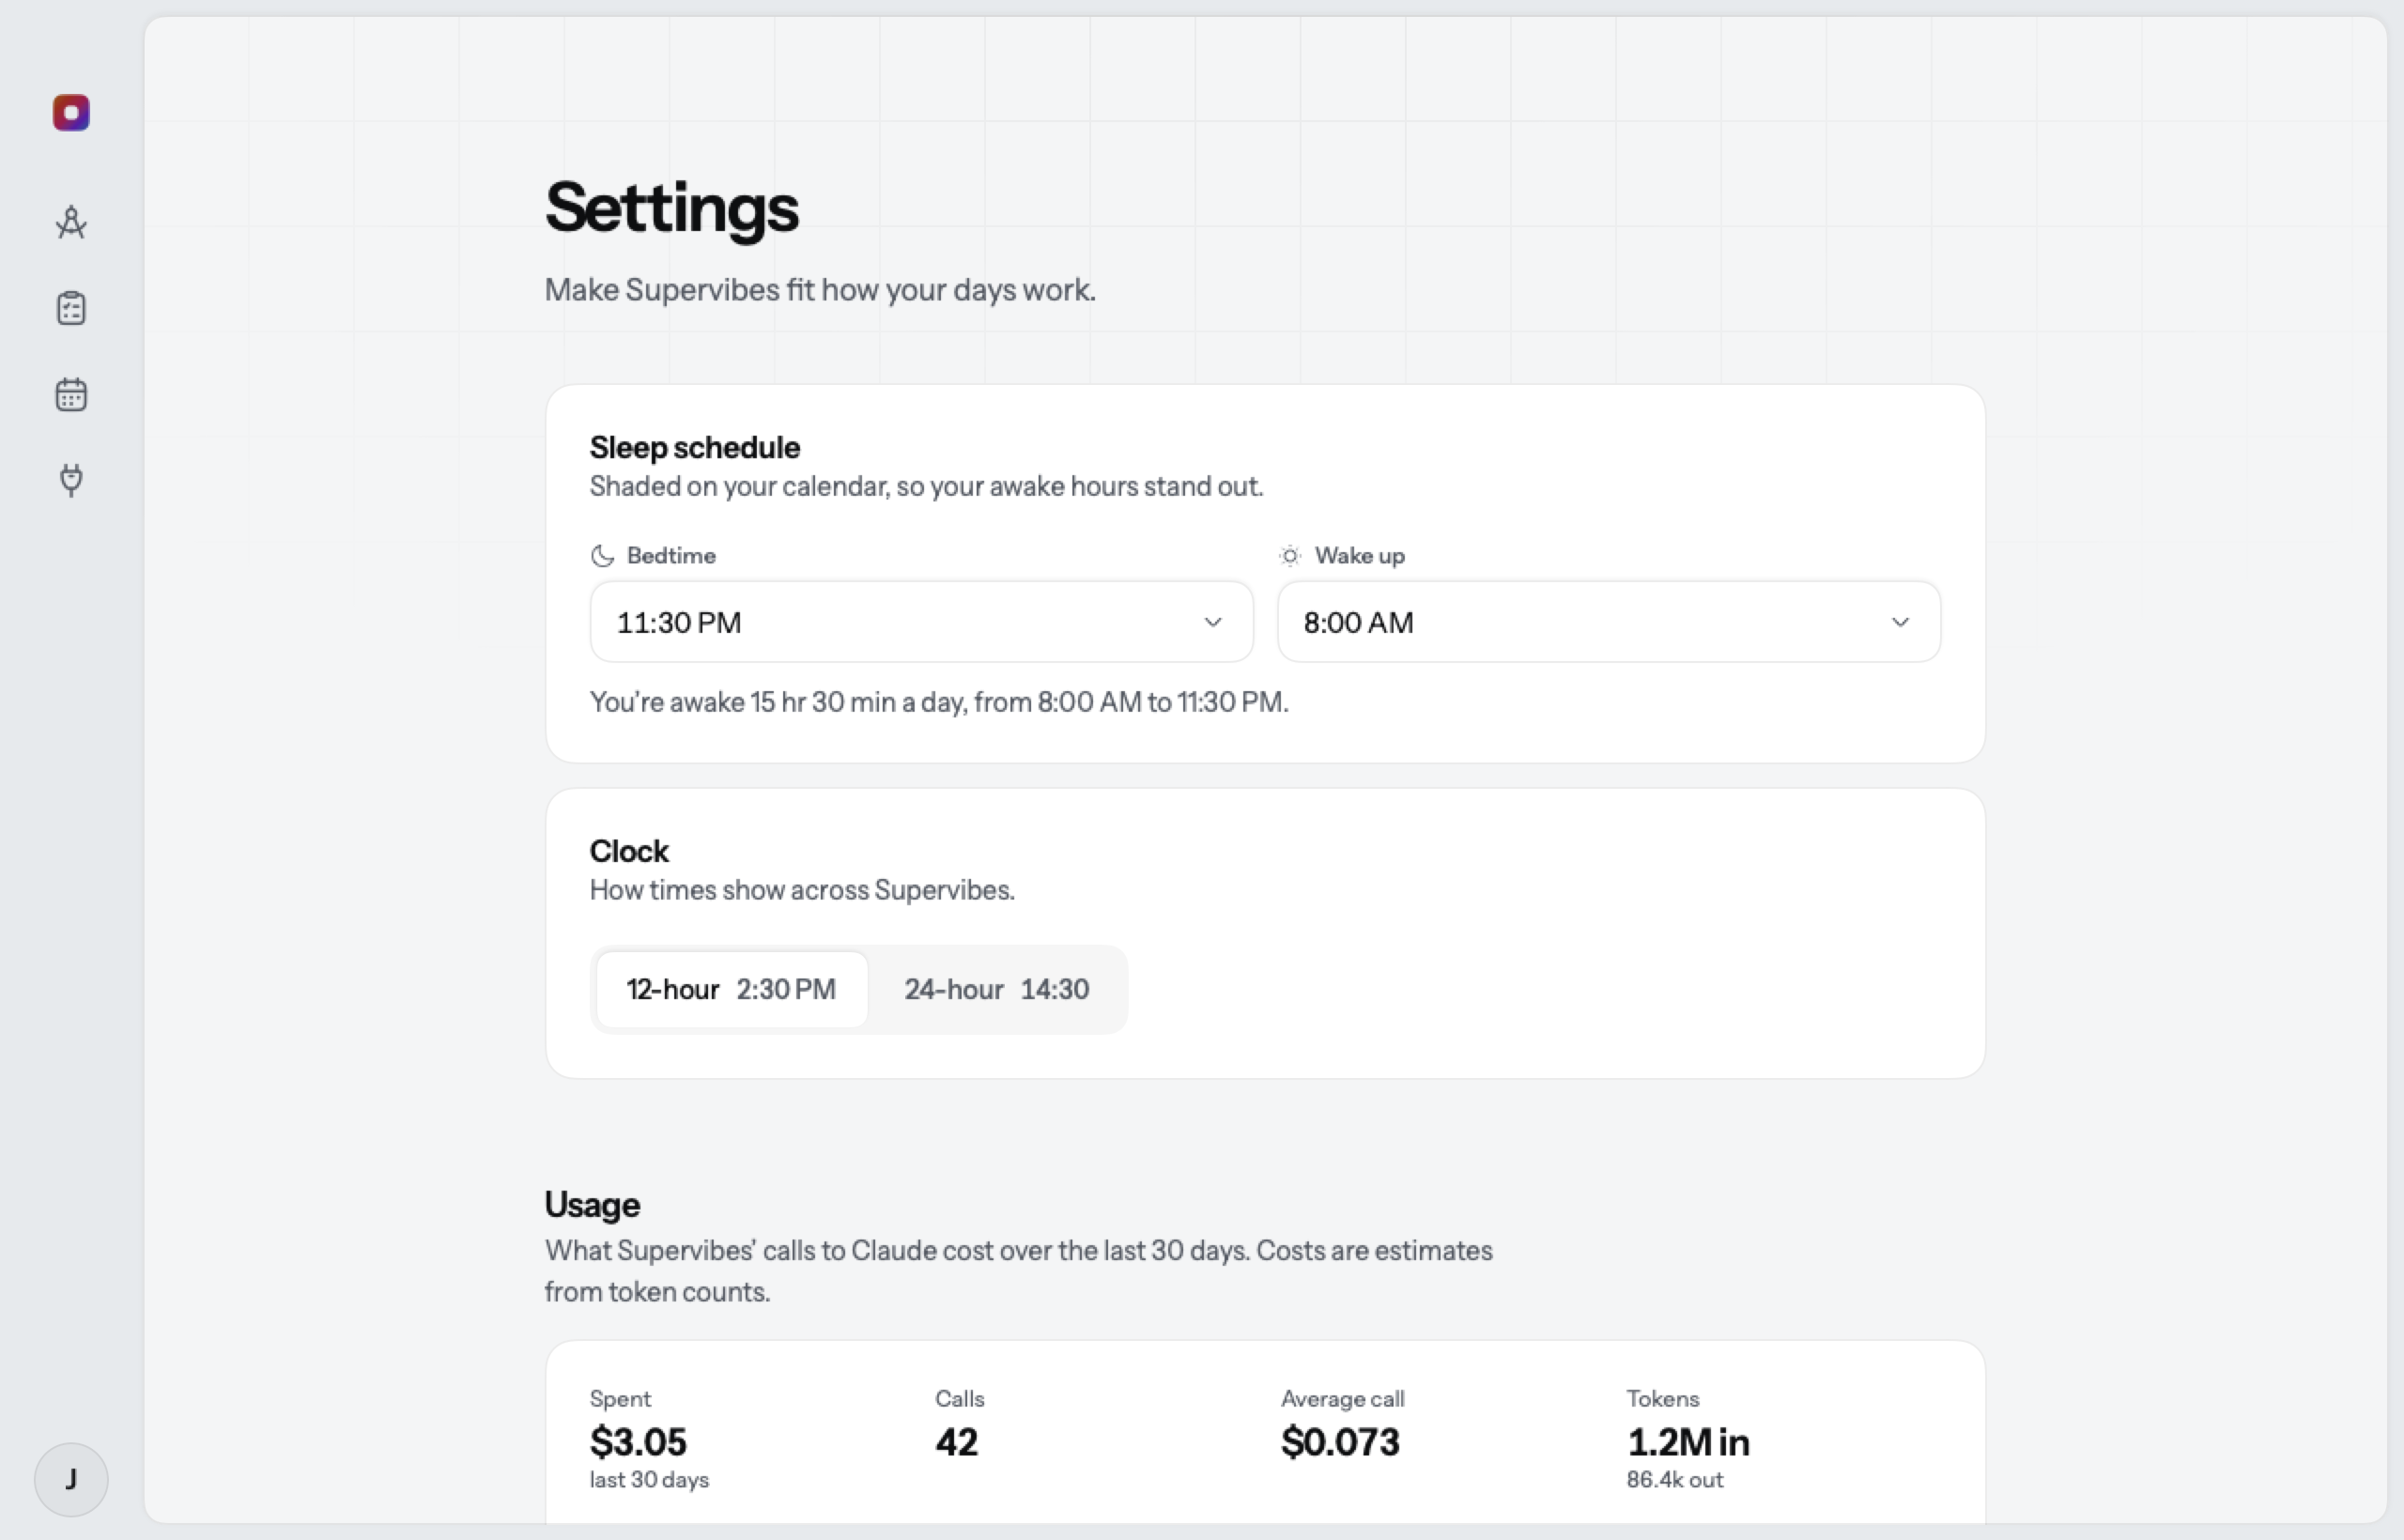 Settings
Make Supervibes fit how your days work.
Sleep schedule
Shaded on your calendar, so your awake hours stand out.
Bedtime
Wake up
11:30 PM
8:00 AM
You're awake 15 hr 30 min a day, from 8:00 AM to 11:30 PM.
Clock
How times show across Supervibes.
12-hour 2:30 PM
24-hour 14:30
Usage
What Supervibes’ calls to Claude cost over the last 30 days. Costs are estimates
from token counts.
Spent
$3.05
last 30 days
Calls
42
Average call
$0.073
Tokens
1.2M in
86.4k out
J